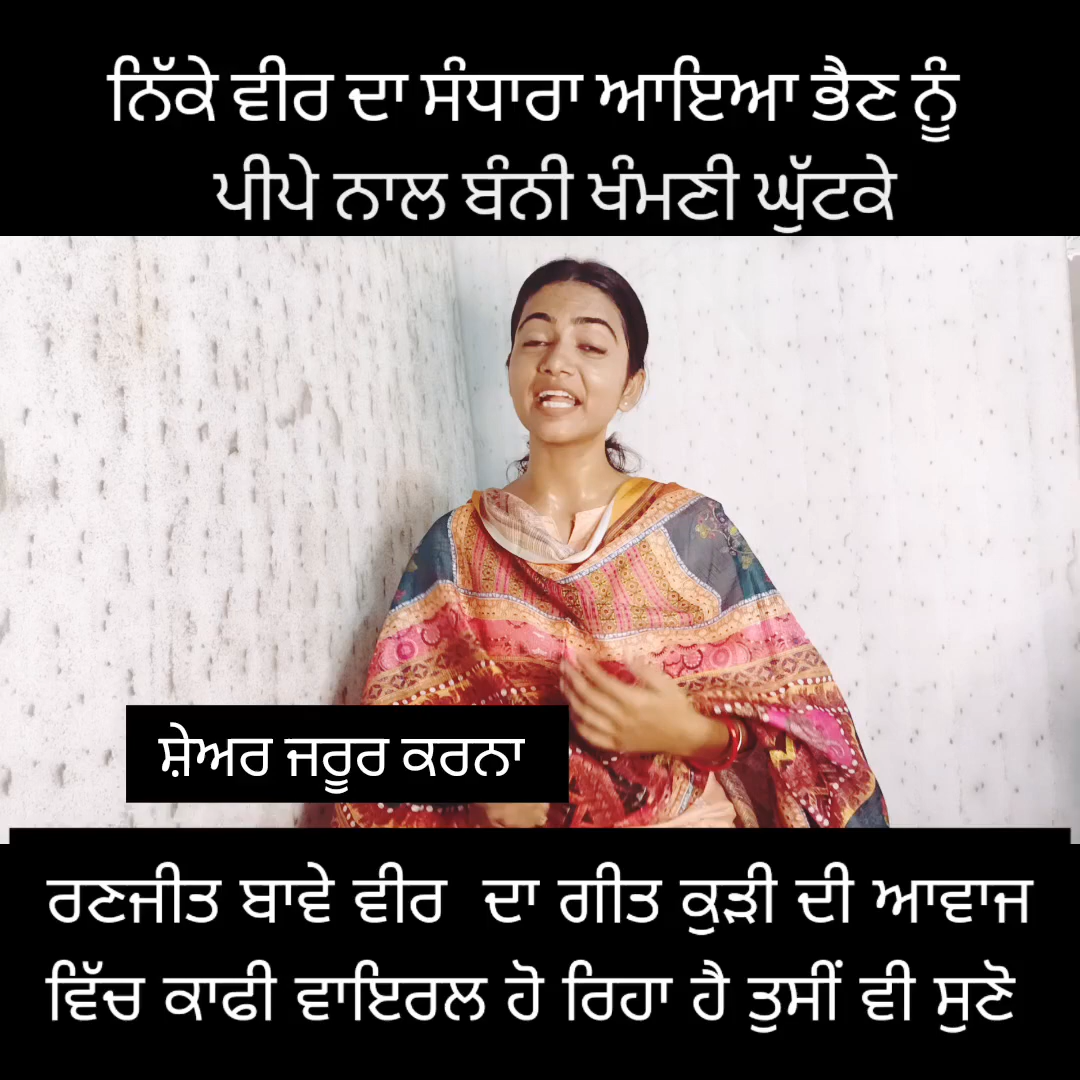 ਨਿੱਕੇ ਵੀਰ ਦਾ ਸੰਧਾਰਾ ਆਇਆ ਭੈਣ ਨੂੰ
ਪੀਪੇ ਨਾਲ ਬੰਨੀ ਖੰਮਣੀ ਘੁੱਟਕੇ
ਸ਼ੇਅਰ ਜਰੂਰ ਕਰਨਾ
ਰਣਜੀਤ ਬਾਵੇ ਵੀਰ ਦਾ ਗੀਤ ਕੁੜੀ ਦੀ ਆਵਾਜ
ਵਿੱਚ ਕਾਫੀ ਵਾਇਰਲ ਹੋ ਰਿਹਾ ਹੈ ਤੁਸੀਂ ਵੀ ਸੁਣੋ